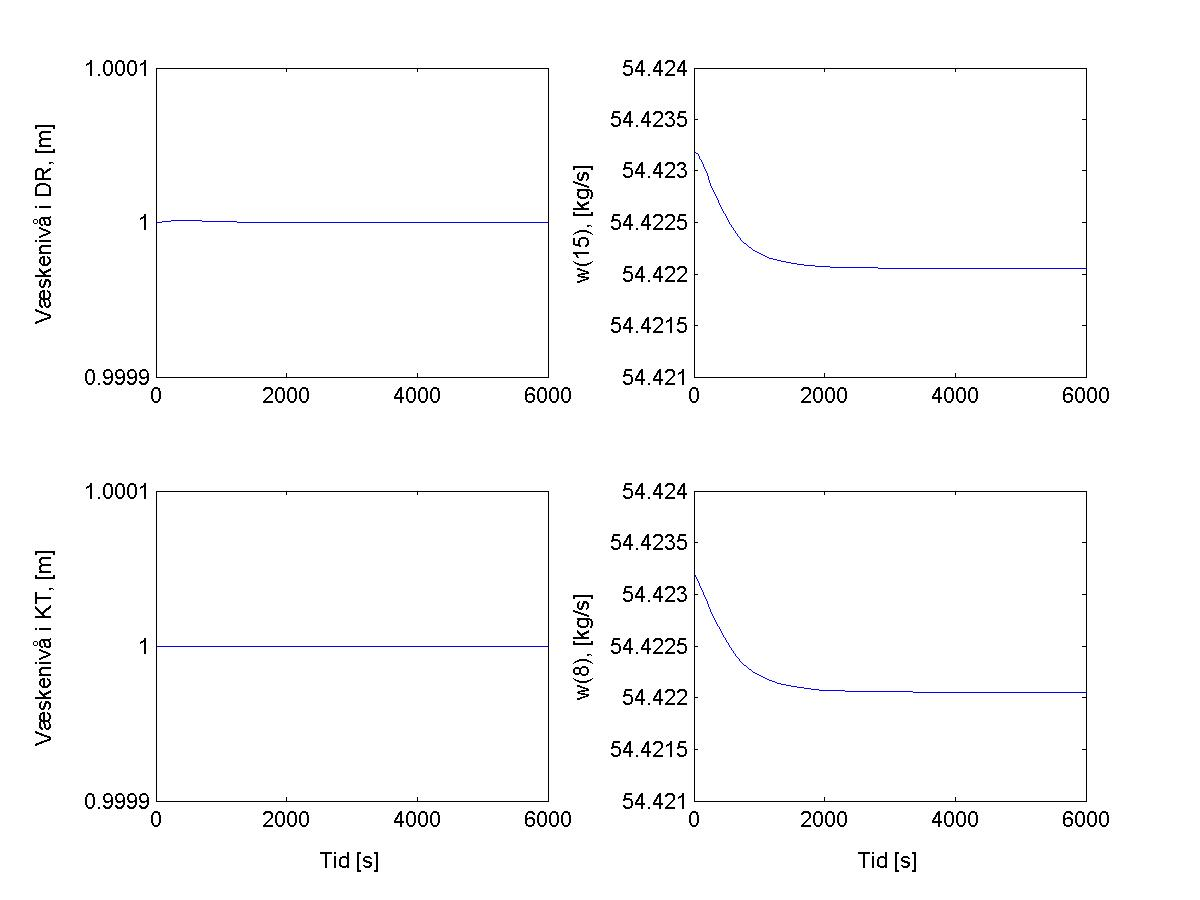 Væskenivå i DR, [m]
1.0001
1
0.9999
0 2000 4000 6000
w(15), [kg/s]
54.424
54.4235
54.423
54.4225
54.422
54.4215
54.421
0 2000 4000 6000
Væskenivå i KT, [m]
1.0001
1
0.9999
0 2000 4000 6000
Tid [s]
w(8), [kg/s]
54.424
54.4235
54.423
54.4225
54.422
54.4215
54.421
0 2000 4000 6000
Tid [s]